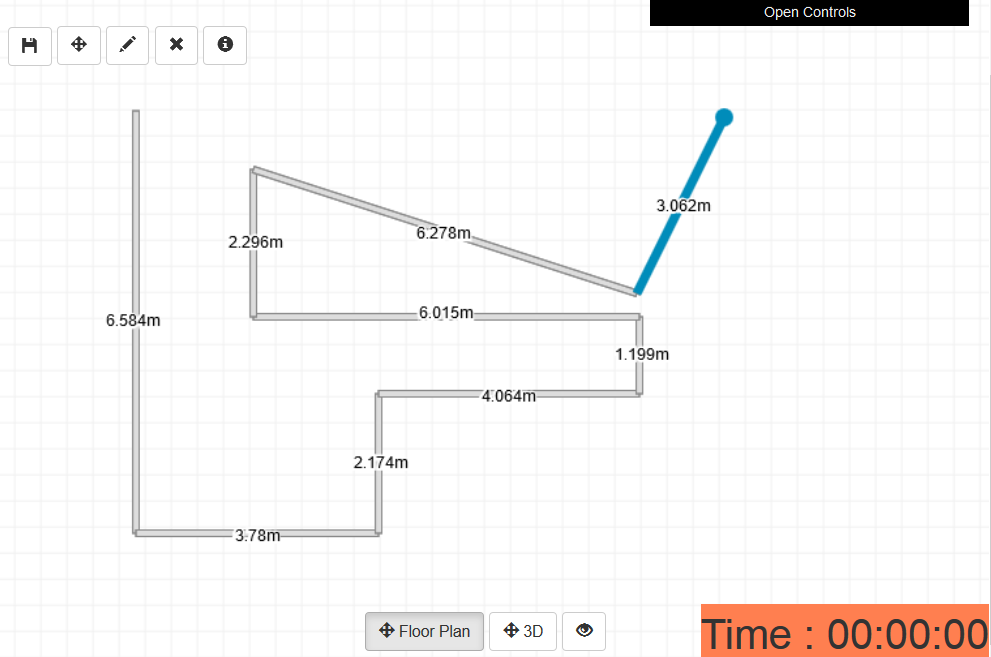 Open Controls
3.062m
6.278m
2.296m
6.015m
6.584m
1.199m
4.064m
2.174m
3.78m
Floor Plan
3D
Time : 00:00:00